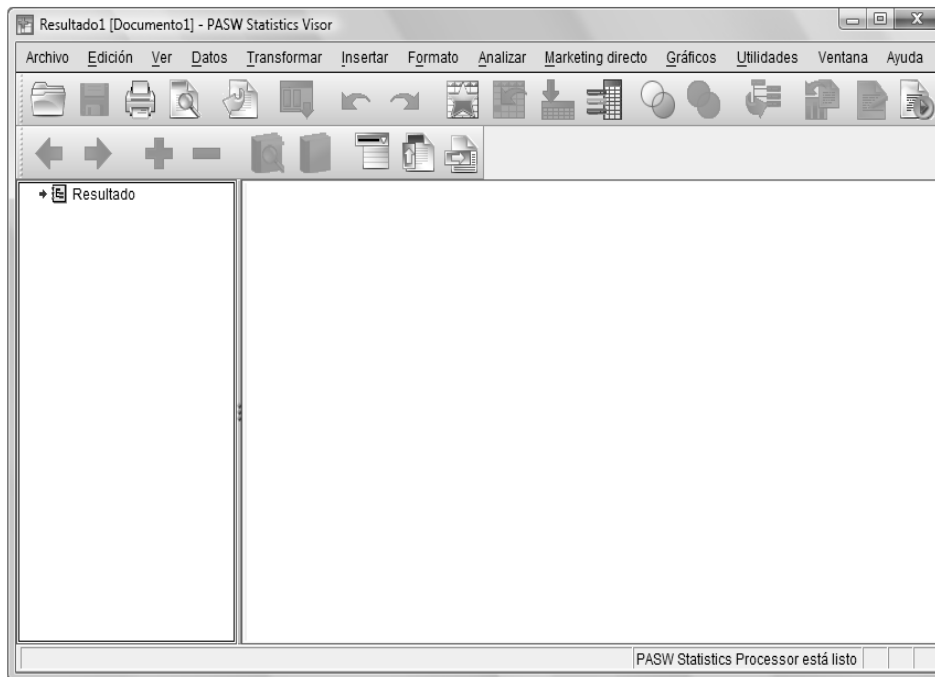 Resultado1 [Documento1] - PASW Statistics Visor
Archivo Edición Ver Datos Transformar Insertar Formato Analizar Marketing directo Gráficos Utilidades Ventana Ayuda
Resultado
PASW Statistics Processor está listo